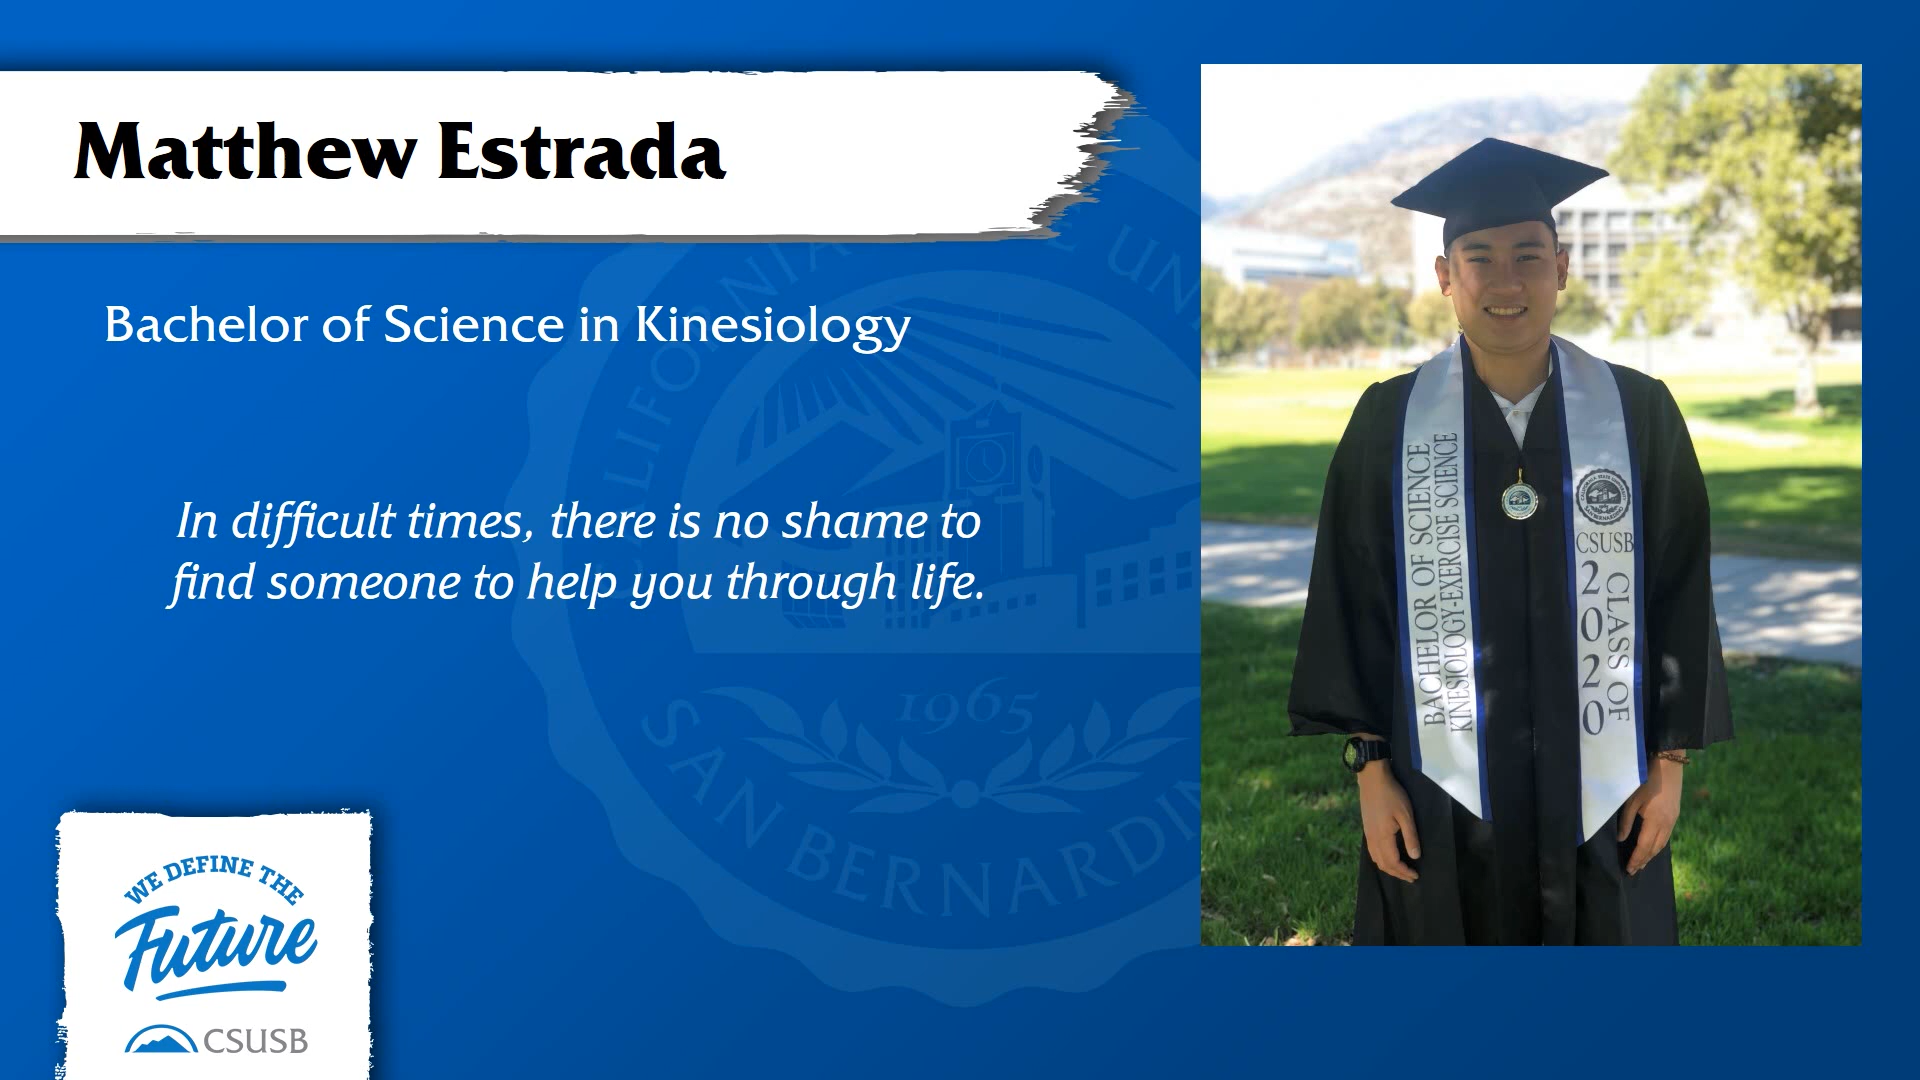 Matthew Estrada
Bachelor of Science in Kinesiology
In difficult times, there is no shame to
find someone to help you through life.
WE DEFINE THE
Future
CSUSB
CALIFORNIA
1965
SAN BERNARDIN
BACHELOR OF SCIENCE
KINESIOLOGY-EXERCISE SCIENCE
CSUSB
CLASS OF
2020